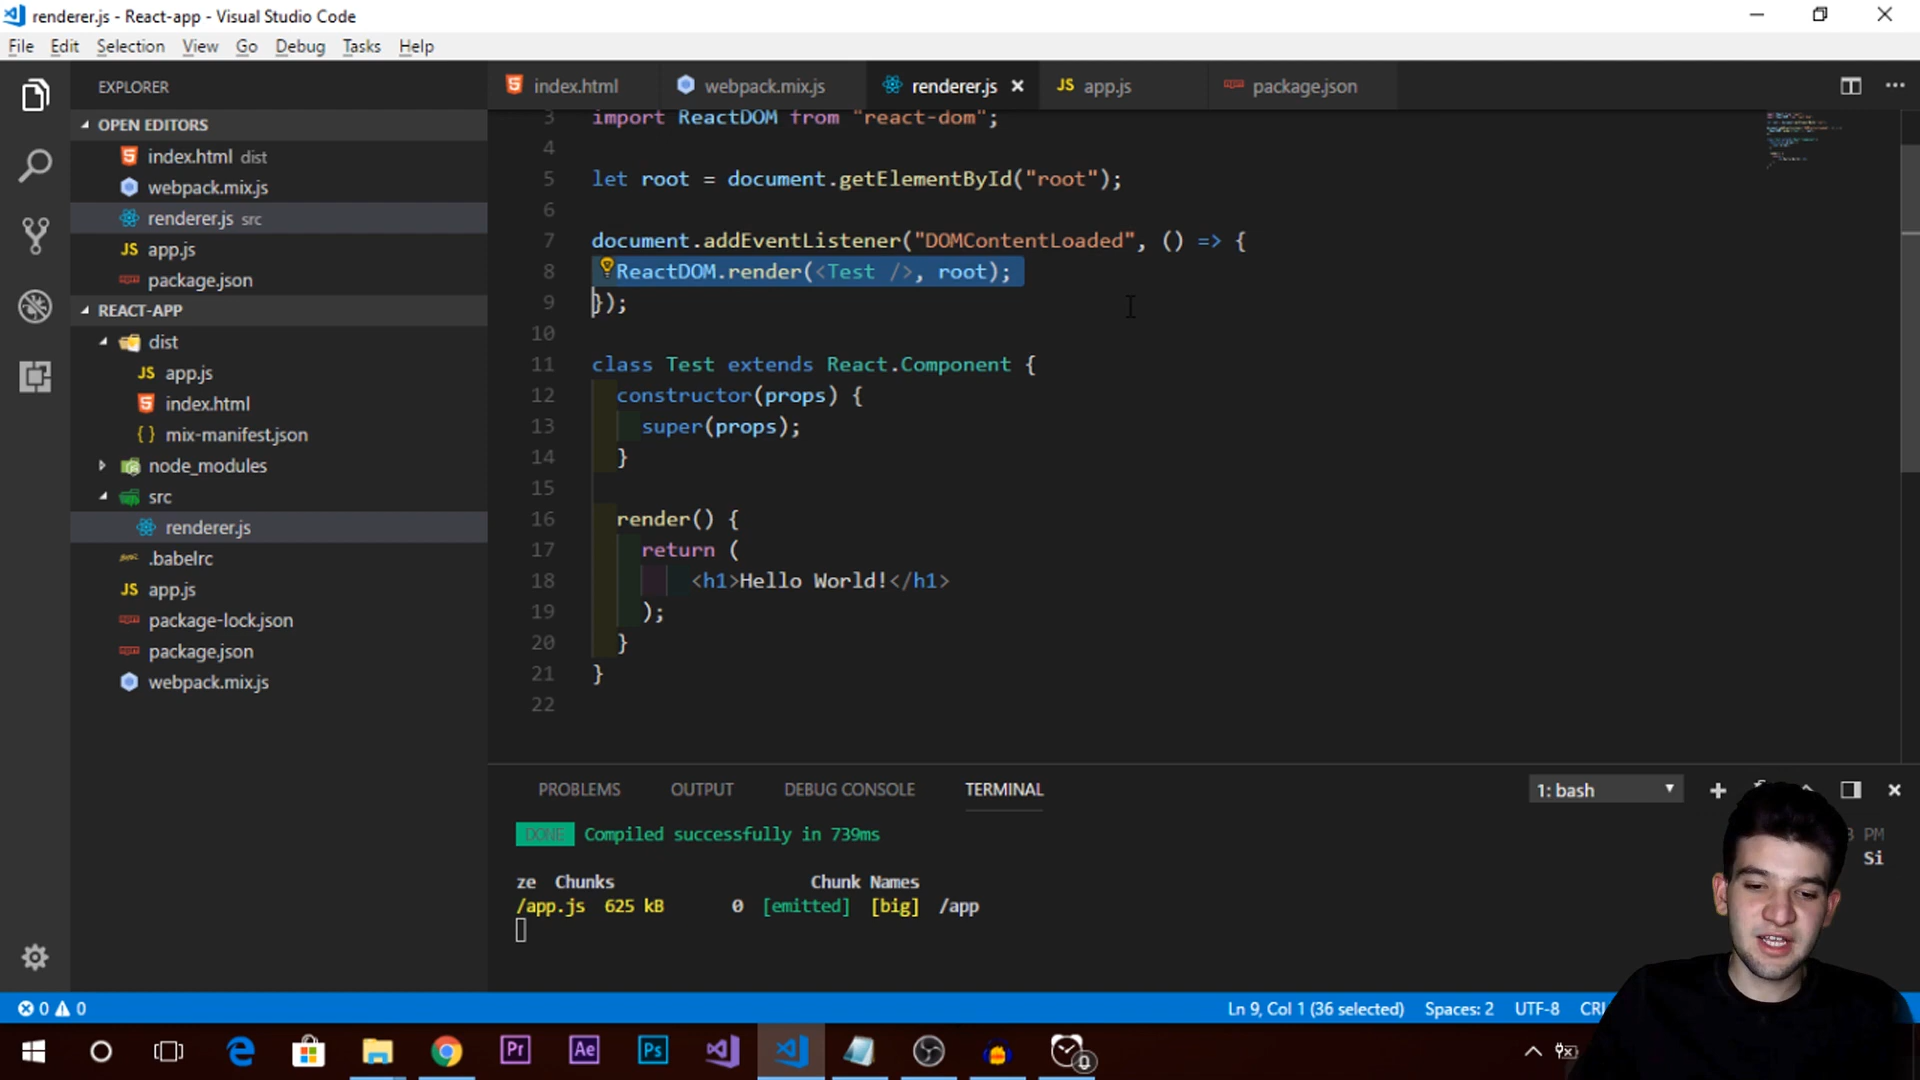 renderer.js - React-app - Visual Studio Code
File Edit Selection View Go Debug Tasks Help
EXPLORER
OPEN EDITORS
index.html dist
webpack.mix.js
renderer.js src
app.js
package.json
REACT-APP
dist
JS app.js
index.html
{} mix-manifest.json
node_modules
src
renderer.js
.babelrc
JS app.js
package-lock.json
package.json
webpack.mix.js
index.html webpack.mix.js renderer.js × JS app.js package.json
3 import ReactDOM from "react-dom";
4
5 let root = document.getElementById("root");
6
7 document.addEventListener("DOMContentLoaded", () => {
8 ReactDOM.render(<Test />, root);
9 });
10
11 class Test extends React.Component {
12 constructor(props) {
13 super(props);
14 }
15
16 render() {
17 return (
18 <h1>Hello World!</h1>
19 );
20 }
21 }
22
PROBLEMS OUTPUT DEBUG CONSOLE TERMINAL 1: bash
DONE Compiled successfully in 739ms PM
Si
ze Chunks Chunk Names
/app.js 625 kB 0 [emitted] [big] /app
0 0 Ln 9, Col 1 (36 selected) Spaces: 2 UTF-8
Pr Ae Ps